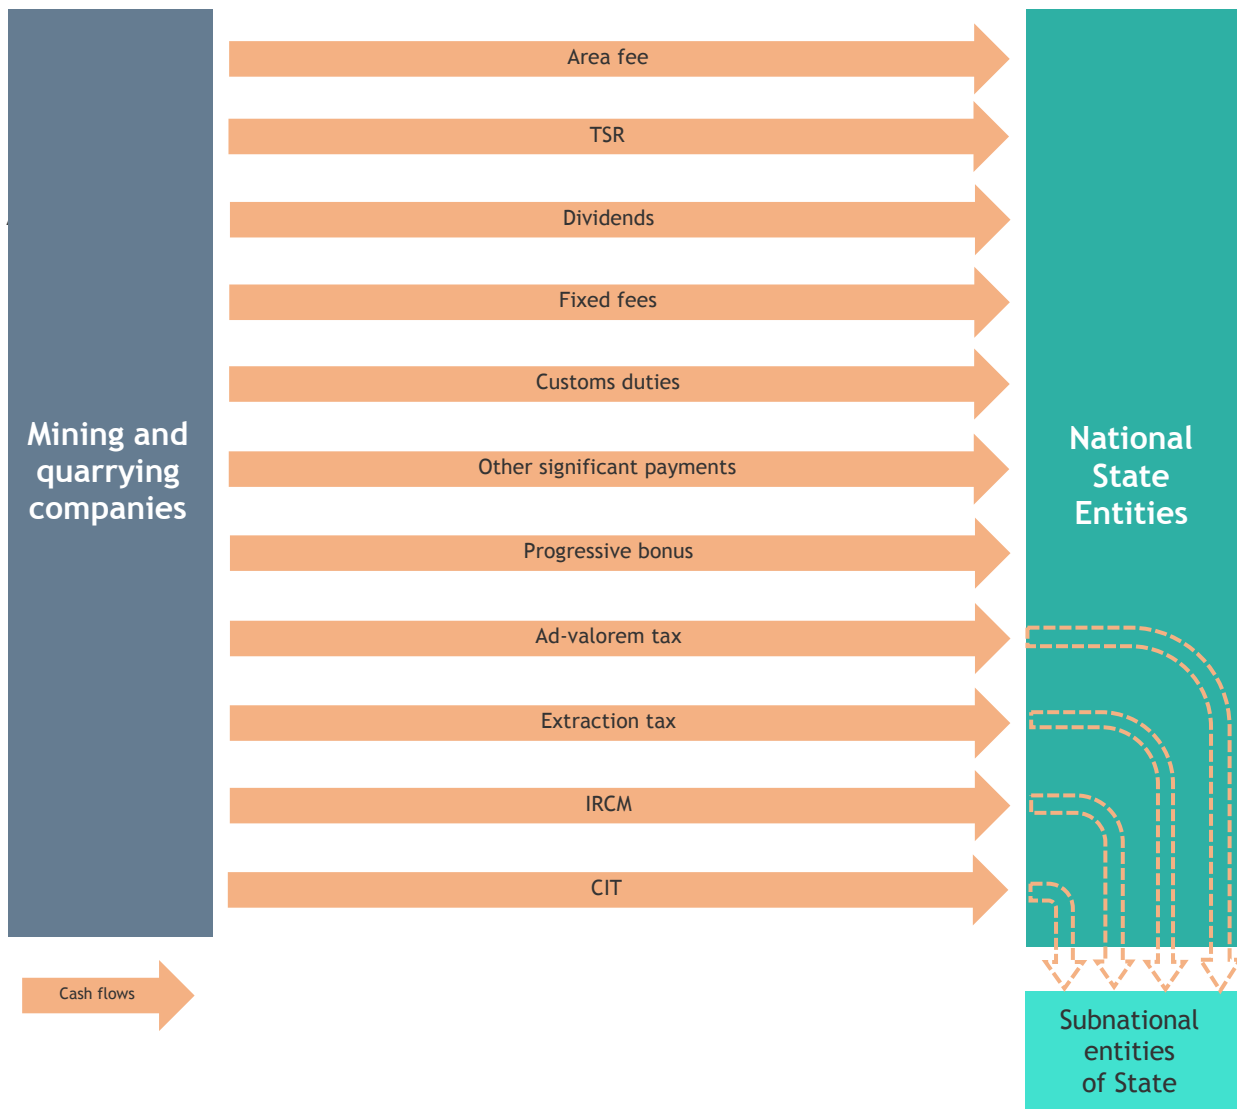 Area fee
TSR
Dividends
Fixed fees
Customs duties
Mining and
quarrying
companies
Other significant payments
National
State
Entities
Progressive bonus
Ad-valorem tax
Extraction tax
IRCM
CIT
Cash flows
Subnational
entities
of State